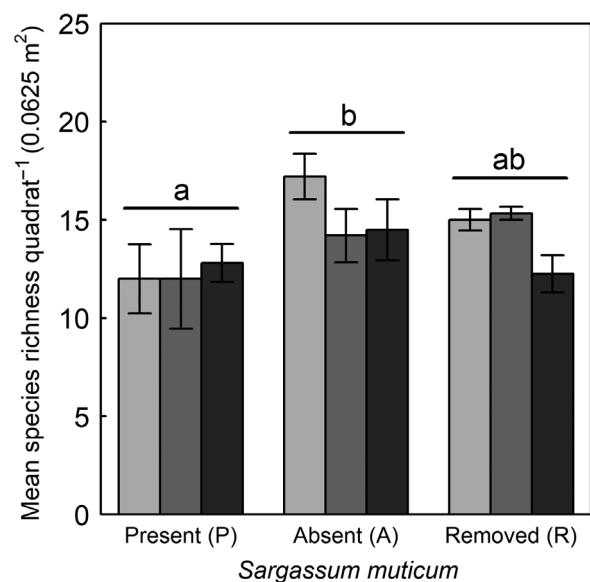 Mean species richness quadrat⁻¹ (0.0625 m²)
25
20
15
10
5
0
a
b
ab
Present (P)
Absent (A)
Removed (R)
Sargassum muticum